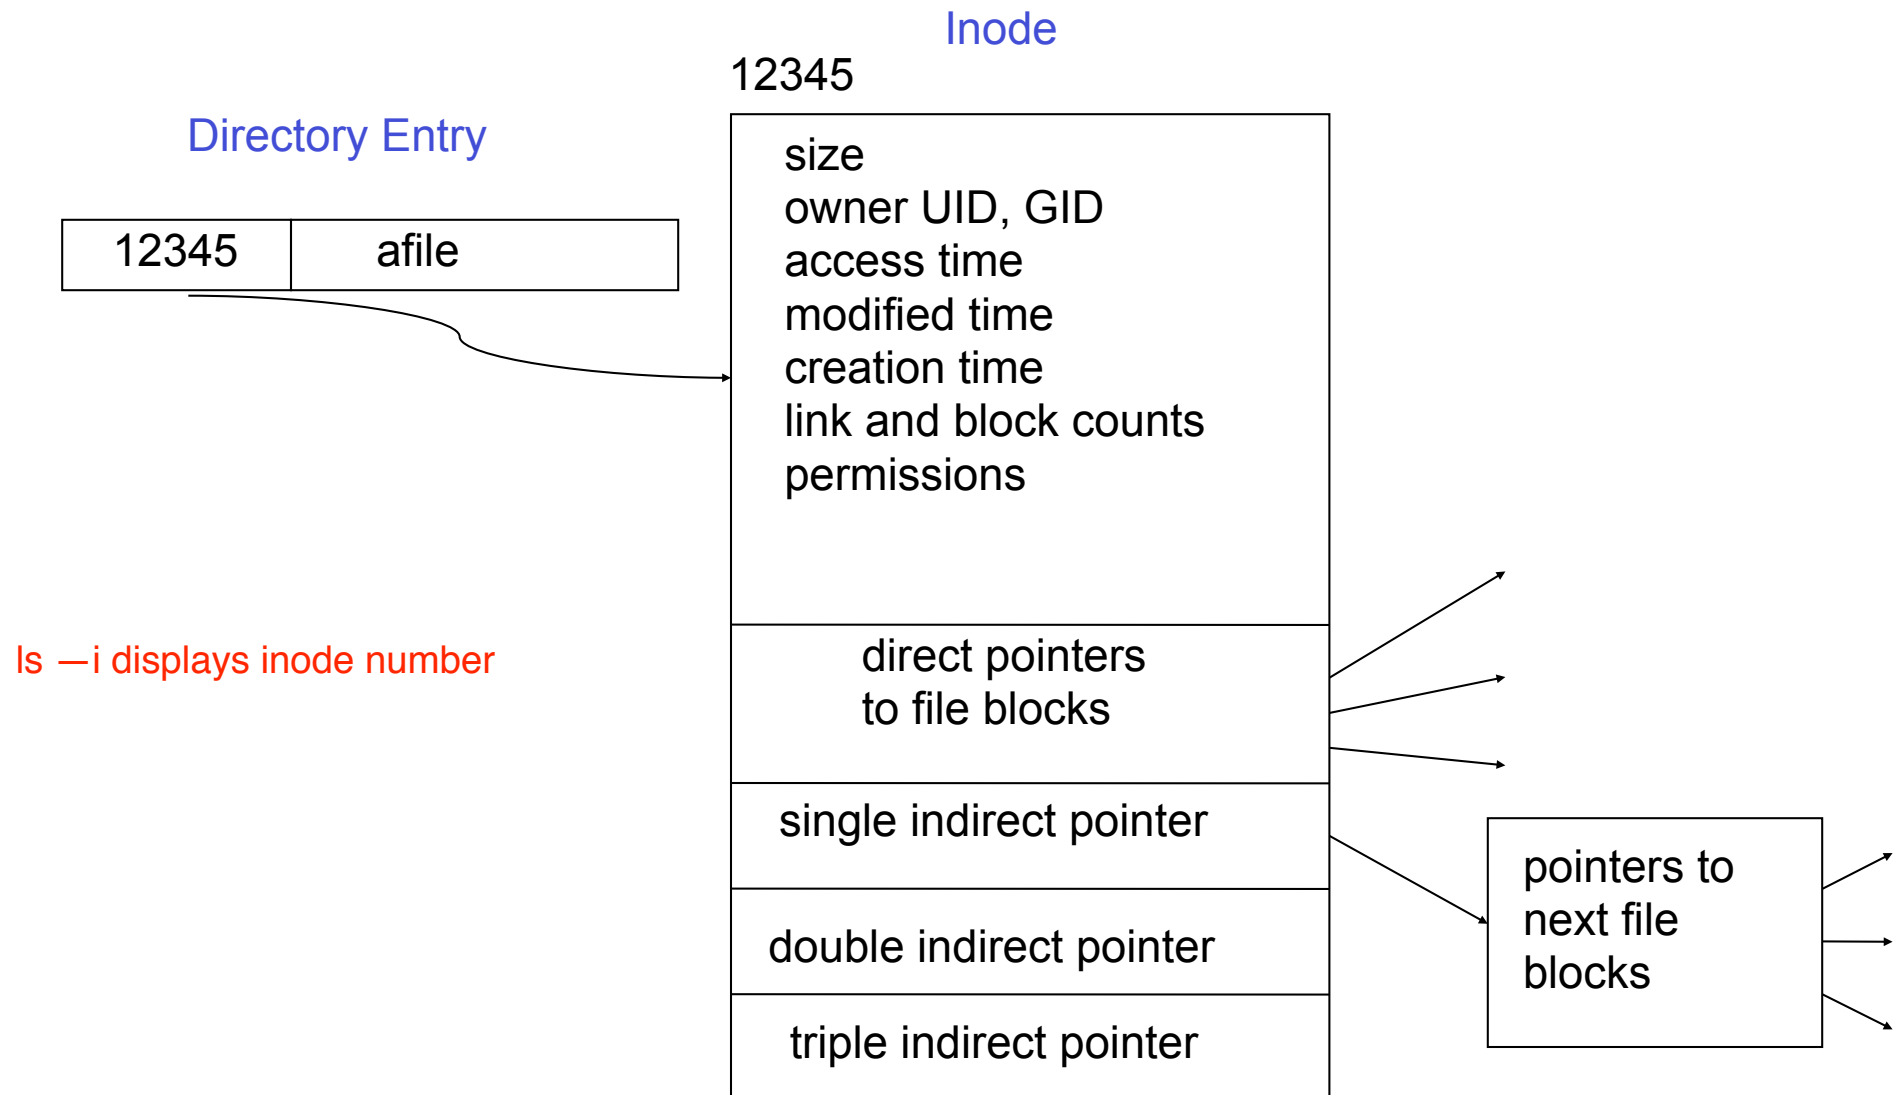 Inode
12345
Directory Entry
12345
afile
size
owner UID, GID
access time
modified time
creation time
link and block counts
permissions
ls —i displays inode number
direct pointers
to file blocks
single indirect pointer
double indirect pointer
triple indirect pointer
pointers to
next file
blocks